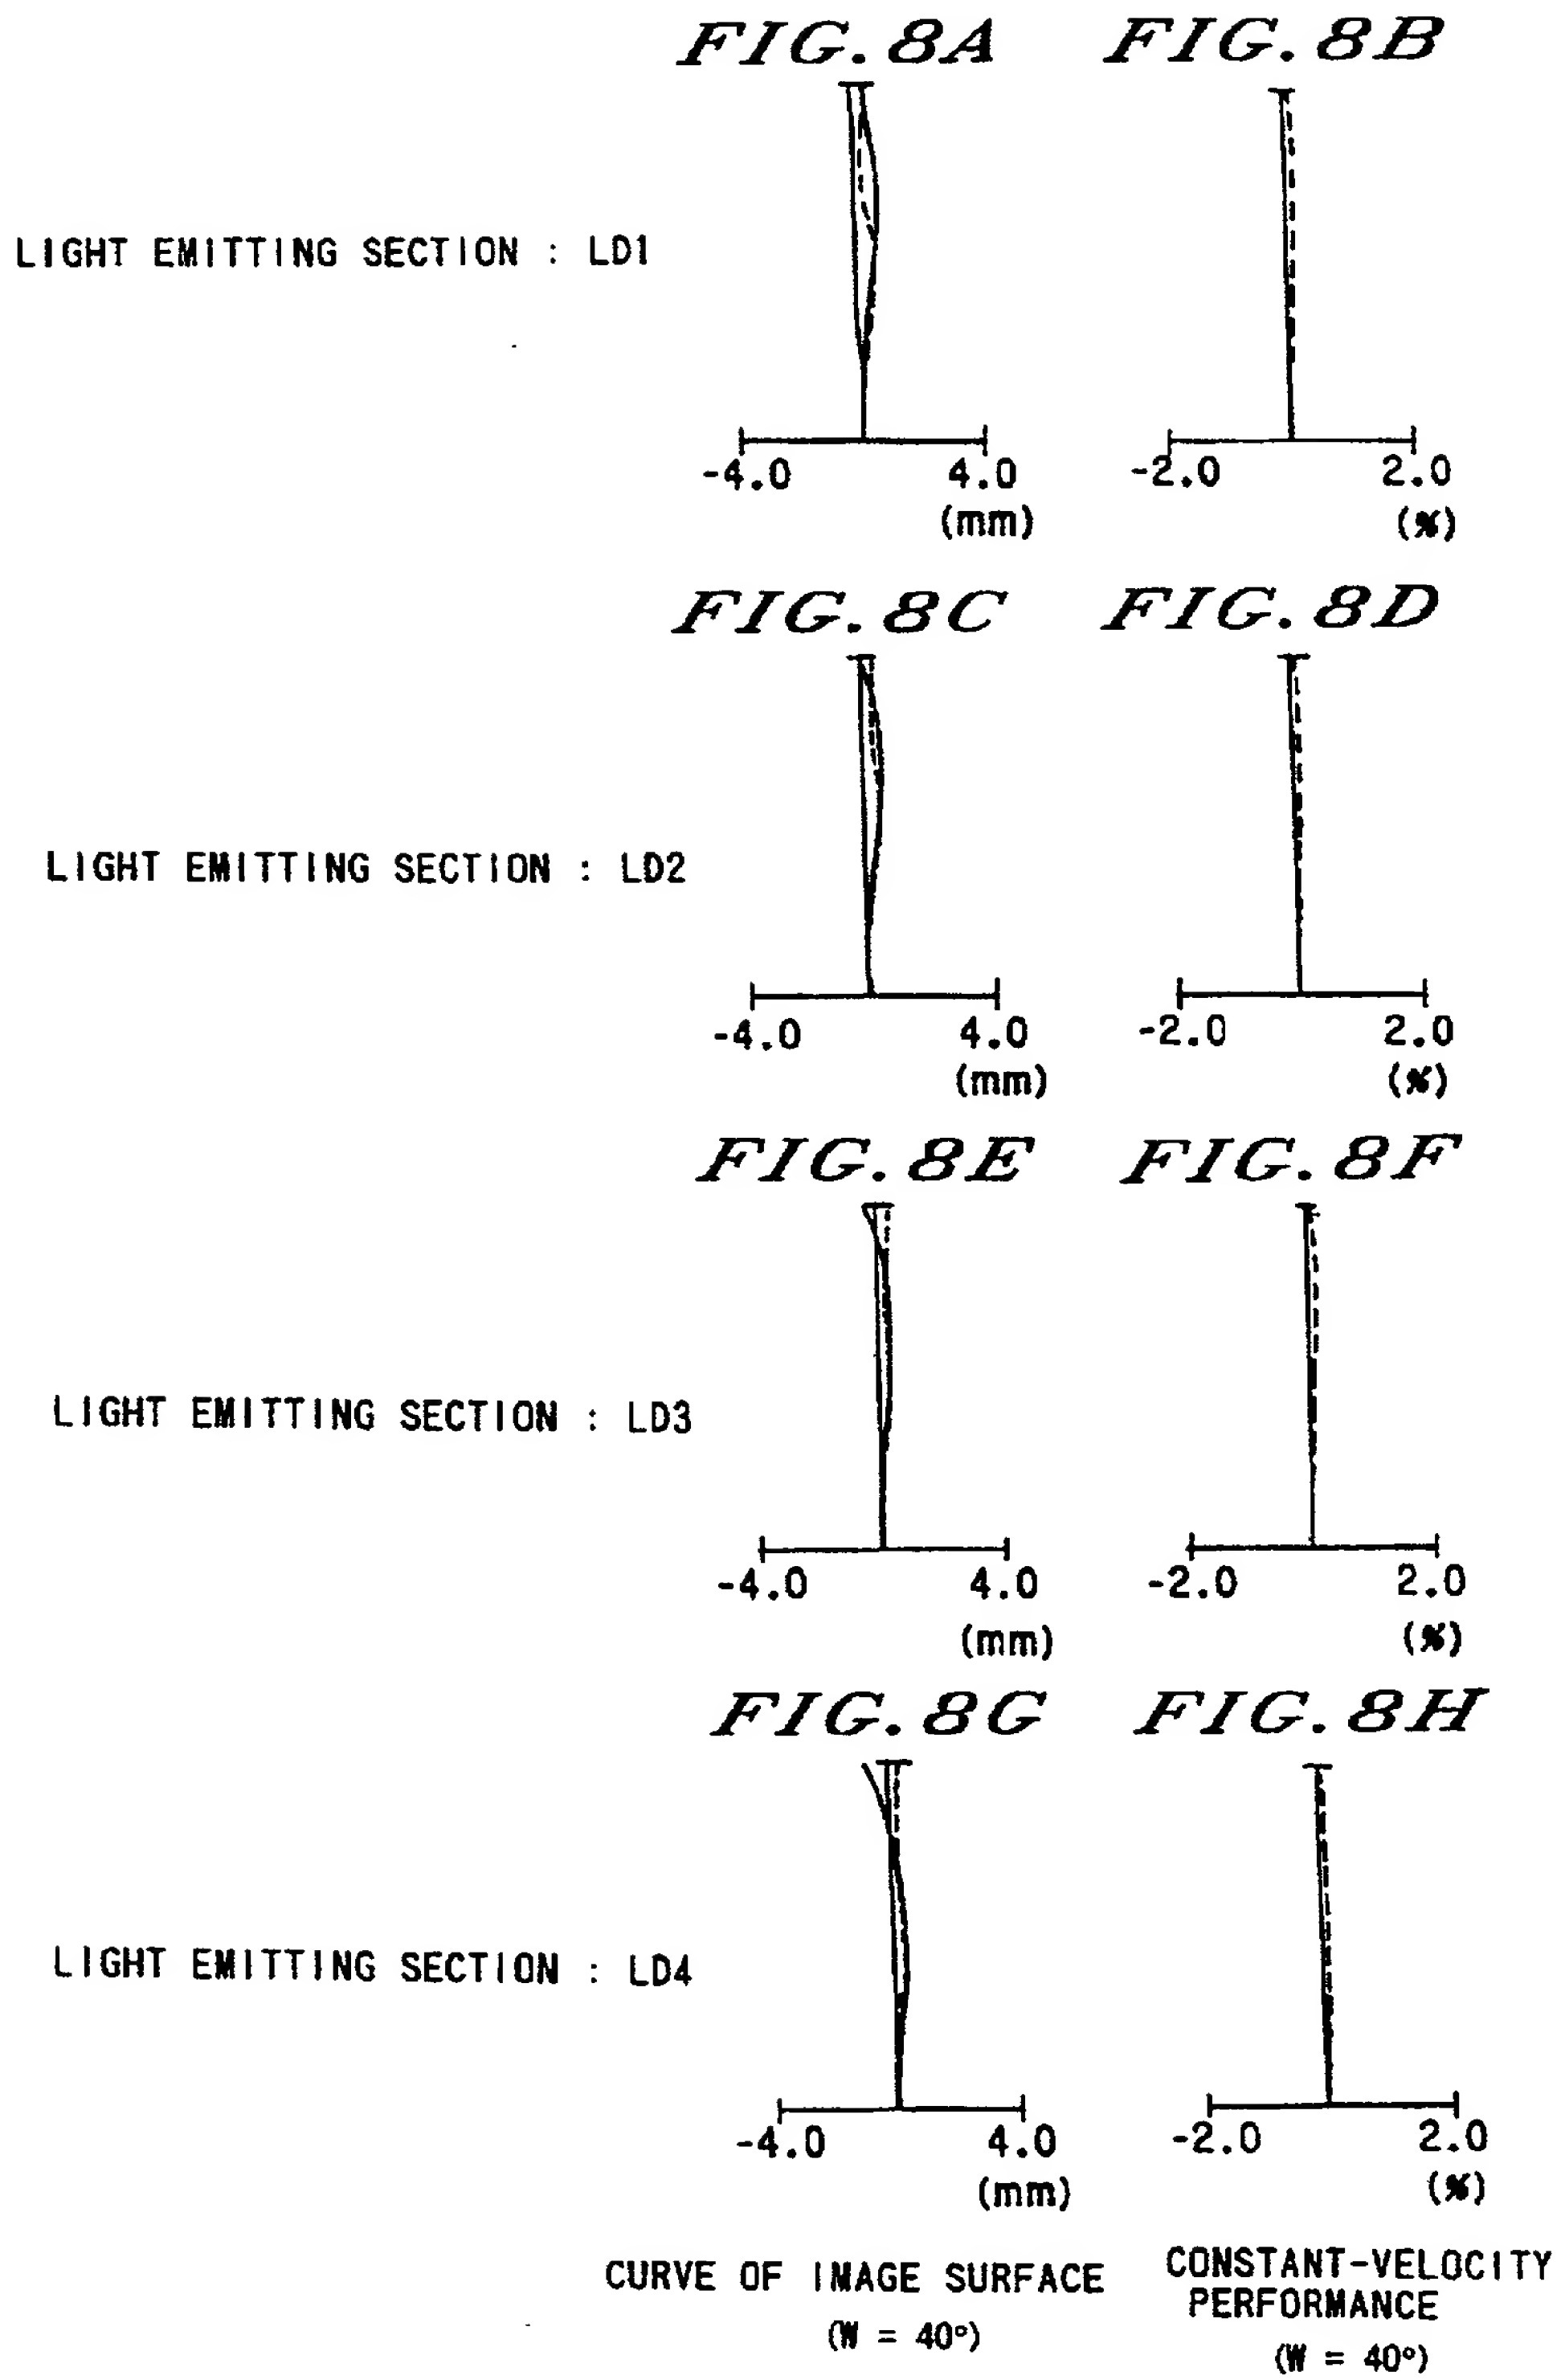 FIG.8A FIG.8B
LIGHT EMITTING SECTION : LD1
-4.0 4.0 -2.0 2.0
(mm) (%)
FIG.8C FIG.8D
LIGHT EMITTING SECTION : LD2
-4.0 4.0 -2.0 2.0
(mm) (%)
FIG.8E FIG.8F
LIGHT EMITTING SECTION : LD3
-4.0 4.0 -2.0 2.0
(mm) (%)
FIG.8G FIG.8H
LIGHT EMITTING SECTION : LD4
-4.0 4.0 -2.0 2.0
(mm) (%)
CURVE OF IMAGE SURFACE
(W = 40°)
CONSTANT-VELOCITY
PERFORMANCE
(W = 40°)